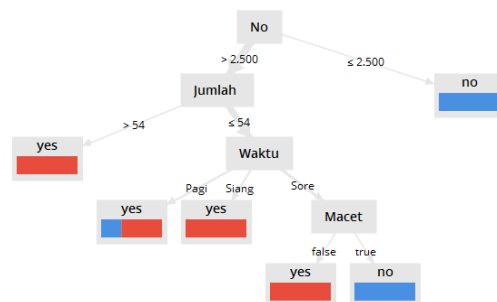 No
> 2.500
≤ 2.500
Jumlah
no
> 54
≤ 54
yes
Waktu
Pagi
Siang
Sore
yes
yes
Macet
false
true
yes
no